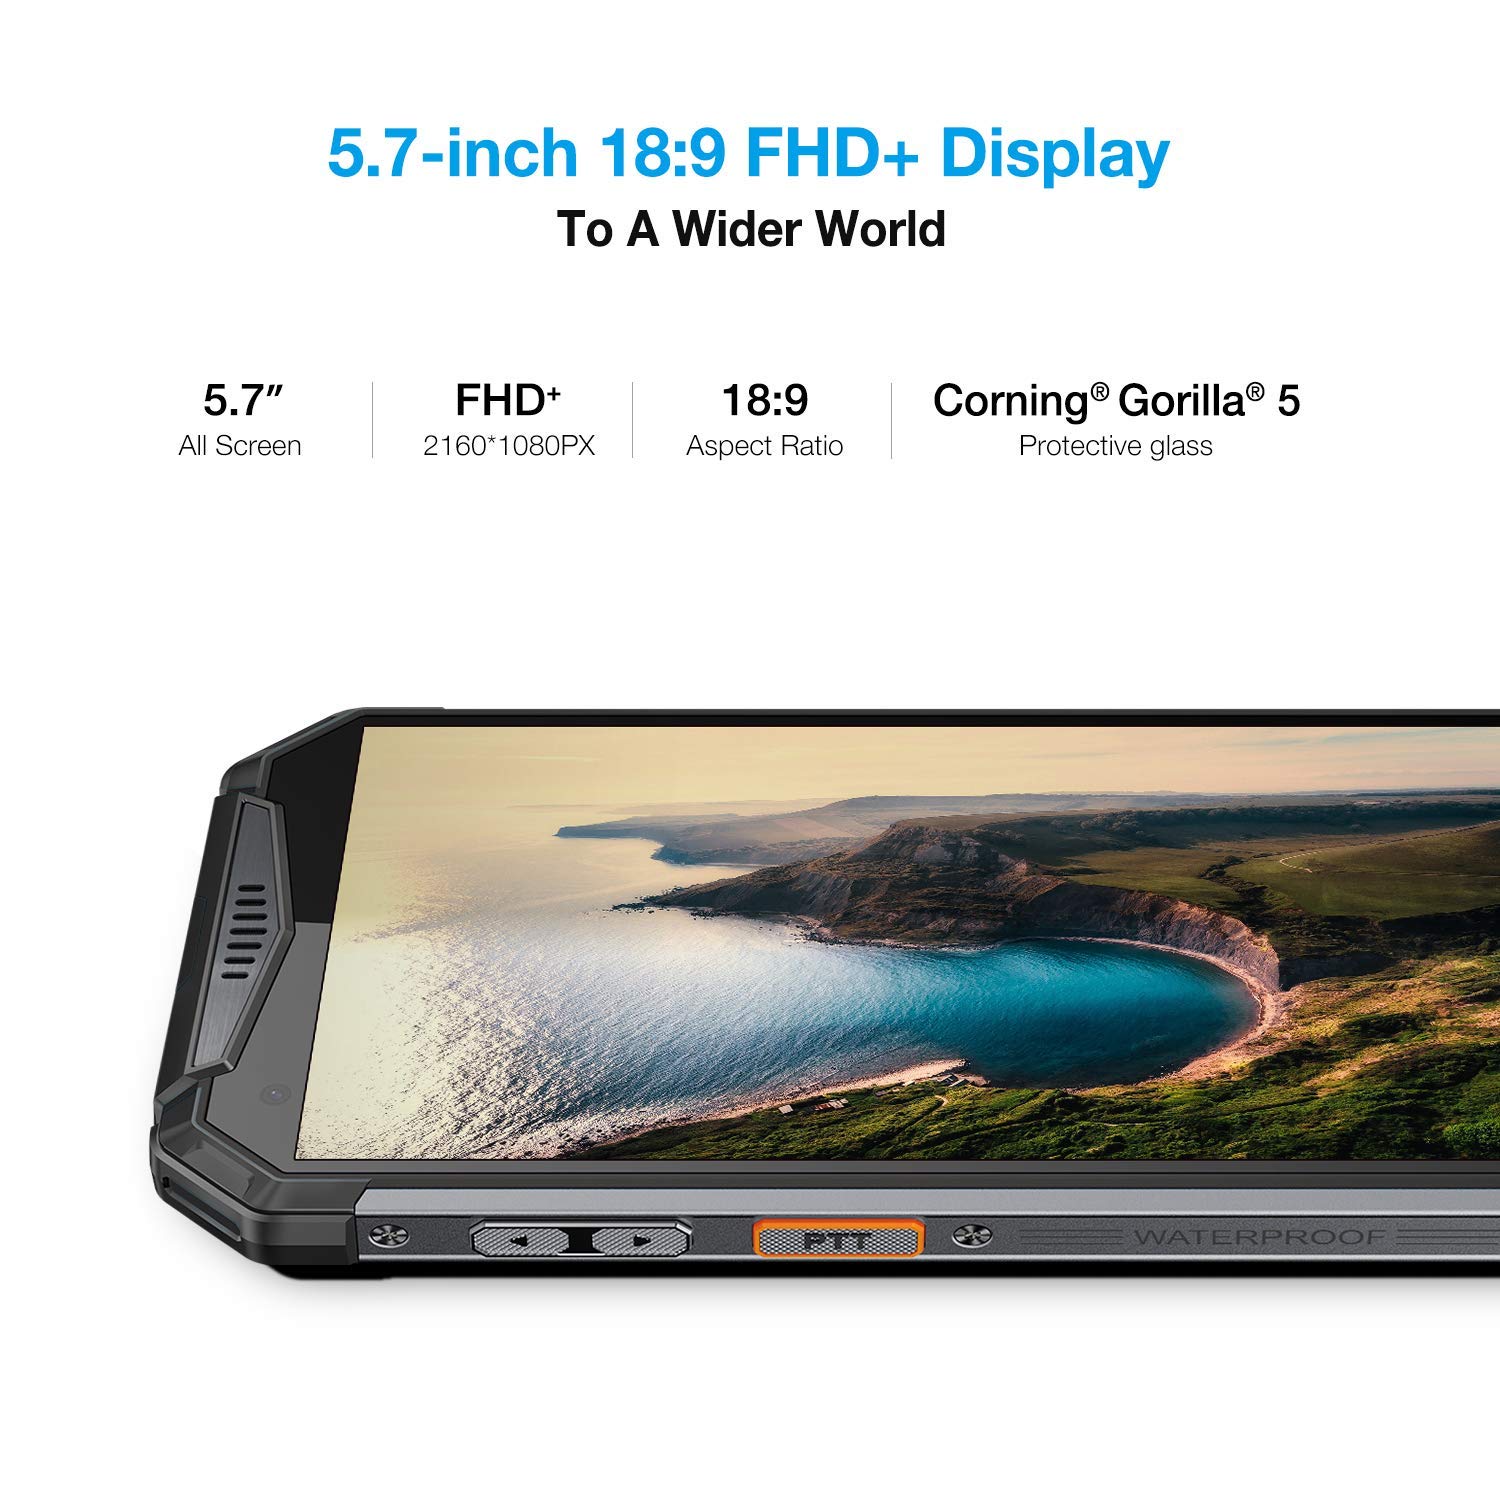 5.7-inch 18:9 FHD+ Display
To A Wider World
5.7″
All Screen
FHD+
2160*1080PX
18:9
Aspect Ratio
Corning® Gorilla® 5
Protective glass
PTT
WATERPROOF